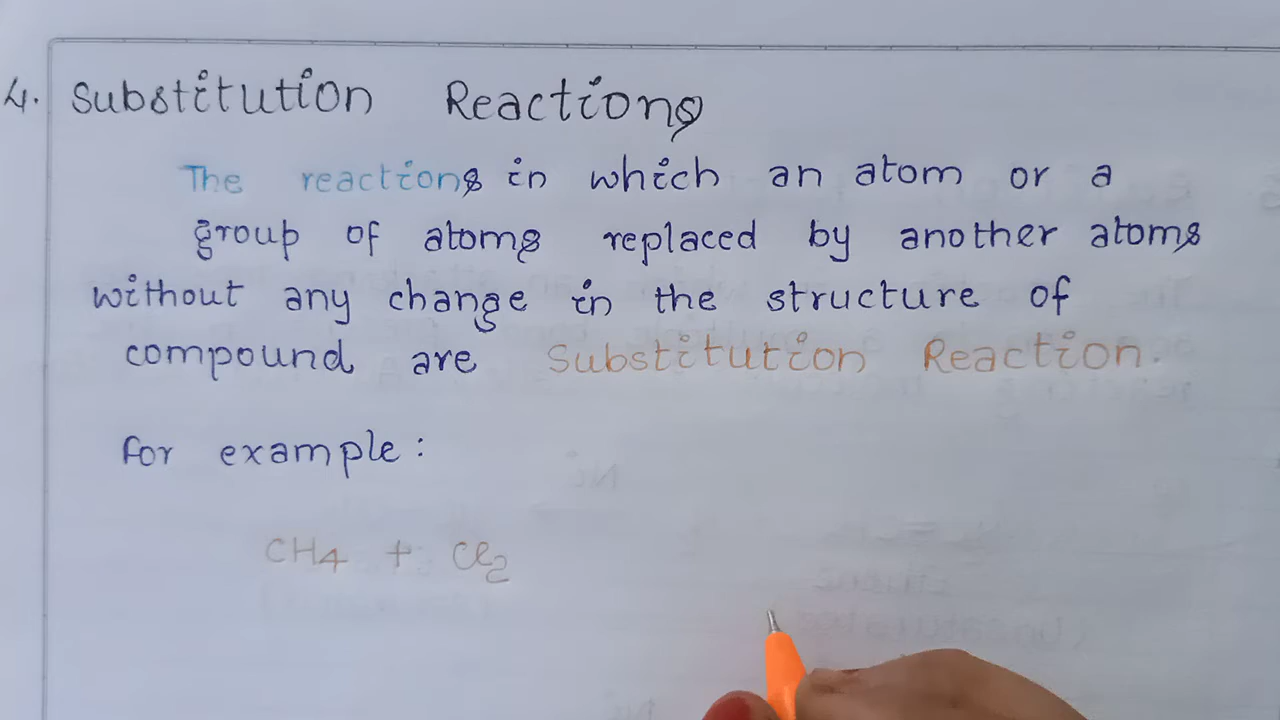 4. Substitution Reactions
The reactions in which an atom or a
group of atoms replaced by another atoms
without any change in the structure of
compound are Substitution Reaction.
for example:
CH4 + Cl2